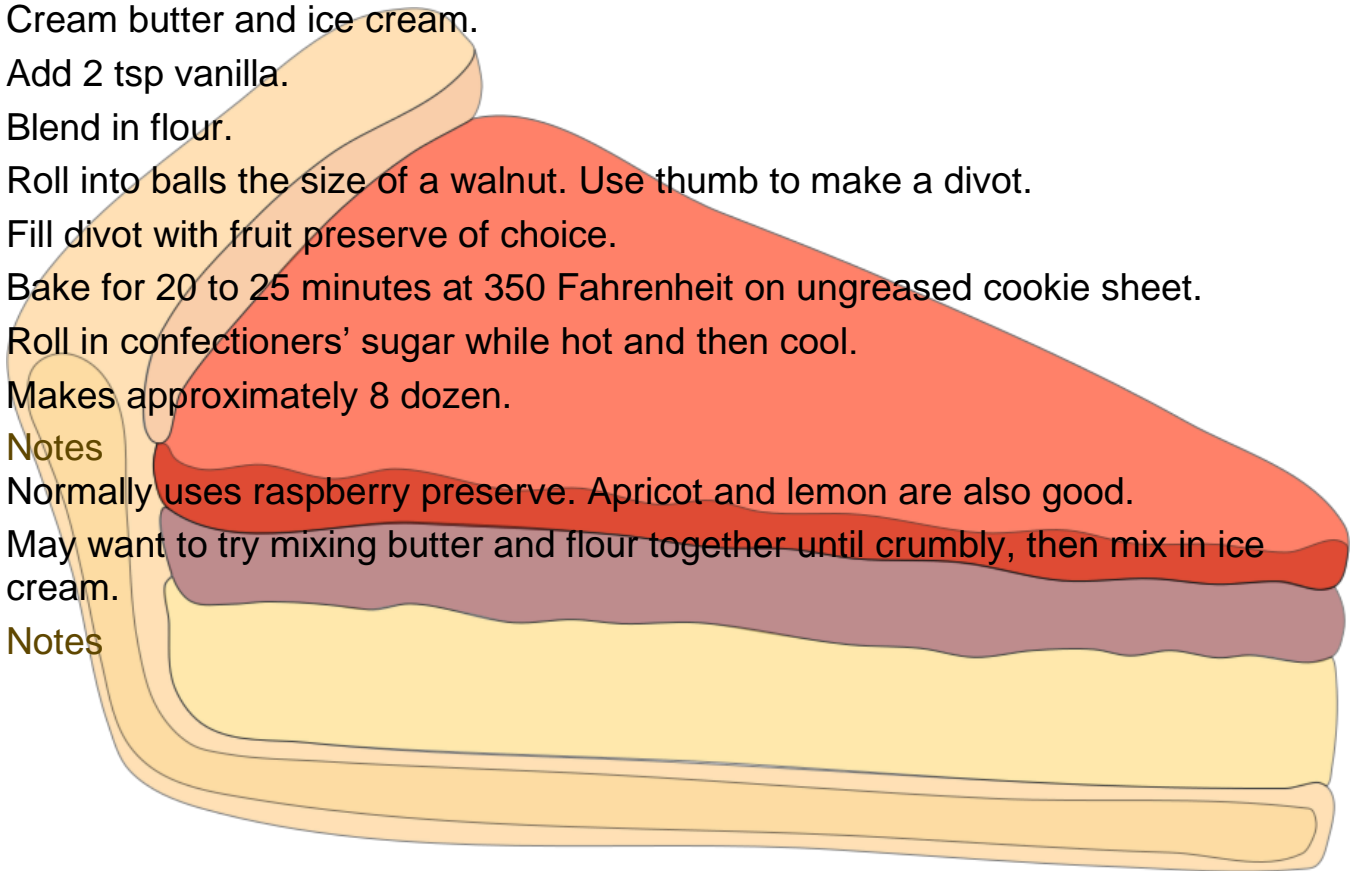 Cream butter and ice cream.
Add 2 tsp vanilla.
Blend in flour.
Roll into balls the size of a walnut. Use thumb to make a divot.
Fill divot with fruit preserve of choice.
Bake for 20 to 25 minutes at 350 Fahrenheit on ungreased cookie sheet.
Roll in confectioners’ sugar while hot and then cool.
Makes approximately 8 dozen.
Notes
Normally uses raspberry preserve. Apricot and lemon are also good.
May want to try mixing butter and flour together until crumbly, then mix in ice
cream.
Notes